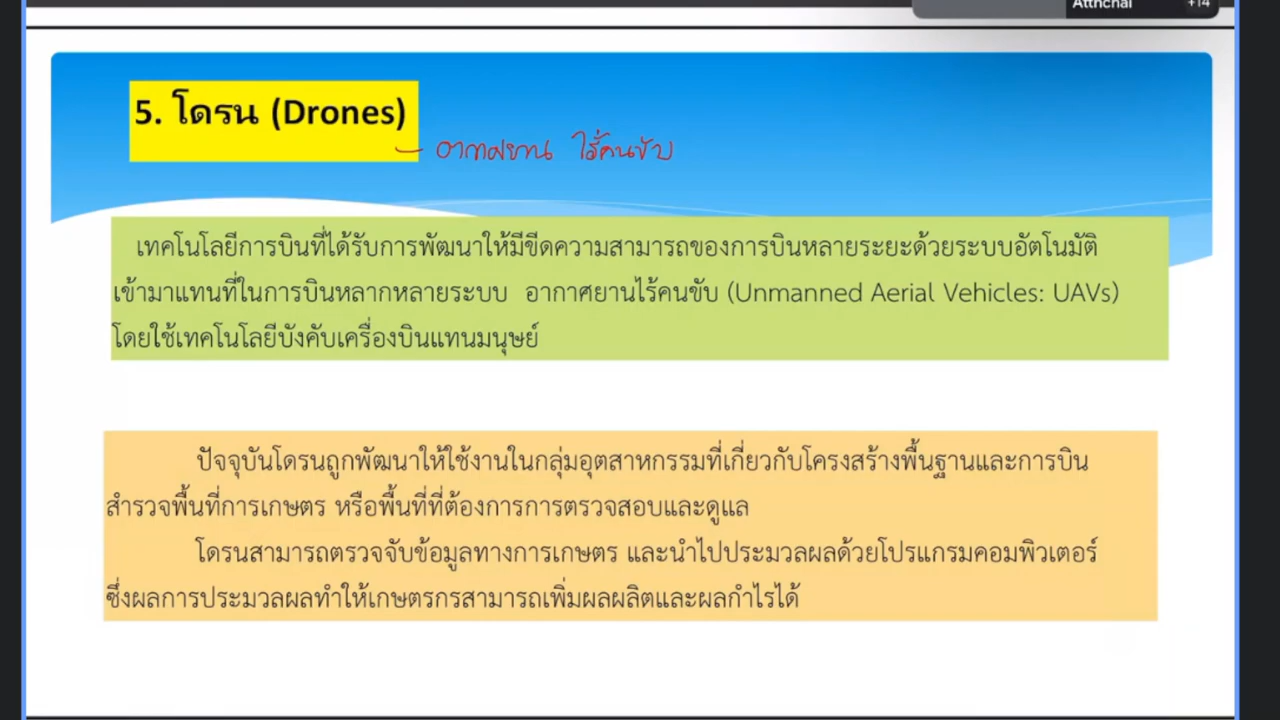 Atthchai +14
5. โดรน (Drones)
อากาศยาน ไร้คนขับ
เทคโนโลยีการบินที่ได้รับการพัฒนาให้มีขีดความสามารถของการบินหลายระยะด้วยระบบอัตโนมัติ
เข้ามาแทนที่ในการบินหลากหลายระบบ อากาศยานไร้คนขับ (Unmanned Aerial Vehicles: UAVs)
โดยใช้เทคโนโลยีบังคับเครื่องบินแทนมนุษย์
ปัจจุบันโดรนถูกพัฒนาให้ใช้งานในกลุ่มอุตสาหกรรมที่เกี่ยวกับโครงสร้างพื้นฐานและการบิน
สำรวจพื้นที่การเกษตร หรือพื้นที่ที่ต้องการการตรวจสอบและดูแล
โดรนสามารถตรวจจับข้อมูลทางการเกษตร และนำไปประมวลผลด้วยโปรแกรมคอมพิวเตอร์
ซึ่งผลการประมวลผลทำให้เกษตรกรสามารถเพิ่มผลผลิตและผลกำไรได้